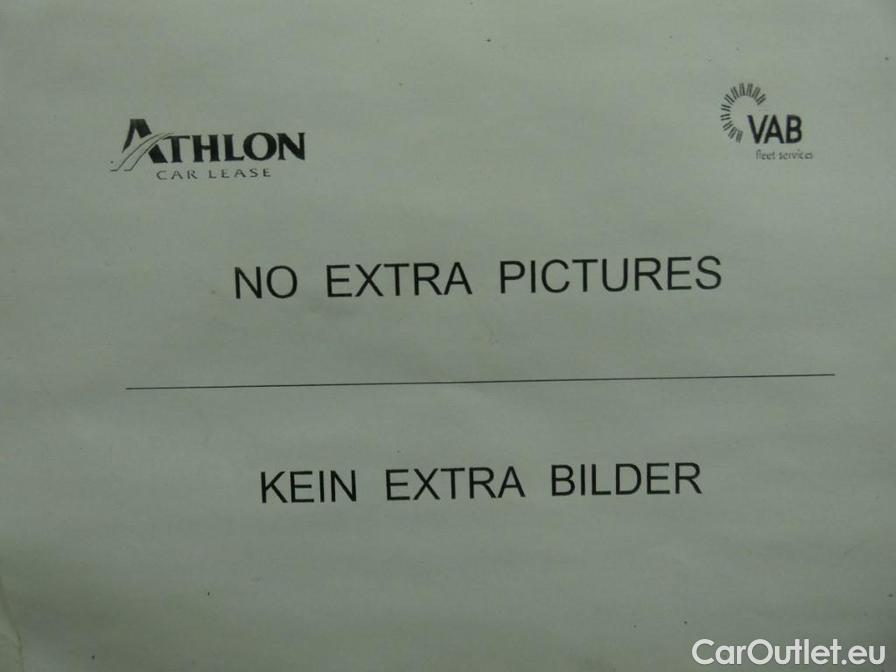 ATHLON
CAR LEASE
VAB
fleet services
NO EXTRA PICTURES
KEIN EXTRA BILDER
CarOutlet.eu